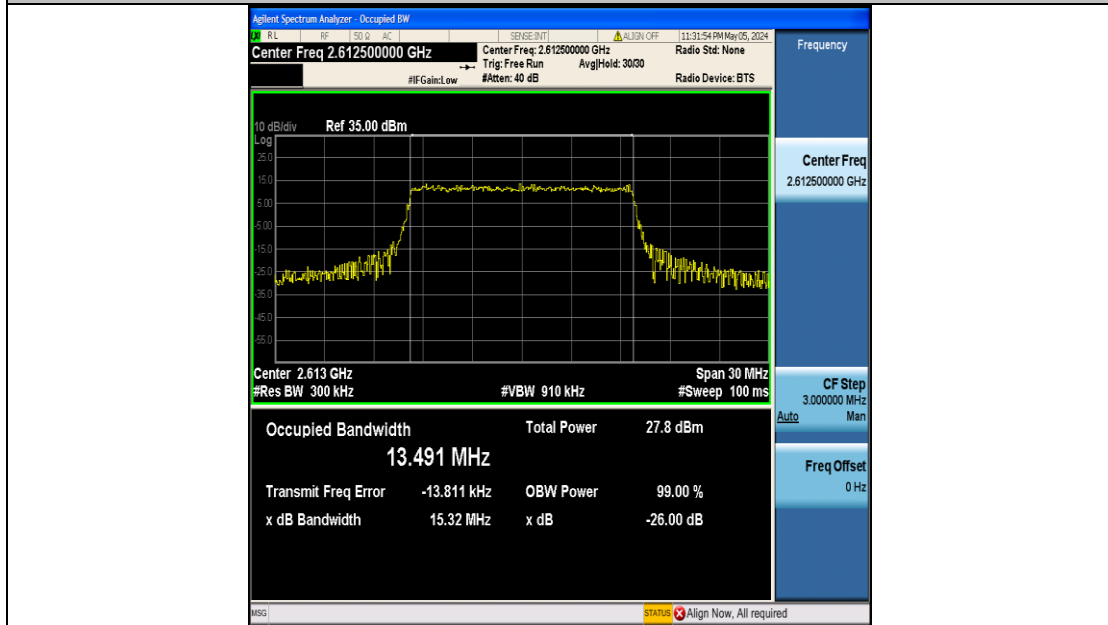 Agilent Spectrum Analyzer - Occupied BW
RL RF 50 Ω AC SENSE:INT ALIGN OFF 11:31:54 PM May 05, 2024
Center Freq 2.612500000 GHz
Center Freq: 2.612500000 GHz Radio Std: None
Trig: Free Run Avg|Hold: 30/30
#IFGain:Low #Atten: 40 dB Radio Device: BTS
Frequency
10 dB/div Ref 35.00 dBm
Log
25.0
15.0
5.00
-5.00
-15.0
-25.0
-35.0
-45.0
-55.0
Center 2.613 GHz Span 30 MHz
#Res BW 300 kHz #VBW 910 kHz #Sweep 100 ms
Center Freq
2.612500000 GHz
CF Step
3.000000 MHz
Auto Man
Freq Offset
0 Hz
Occupied Bandwidth Total Power 27.8 dBm
13.491 MHz
Transmit Freq Error -13.811 kHz OBW Power 99.00 %
x dB Bandwidth 15.32 MHz x dB -26.00 dB
MSG STATUS Align Now, All required